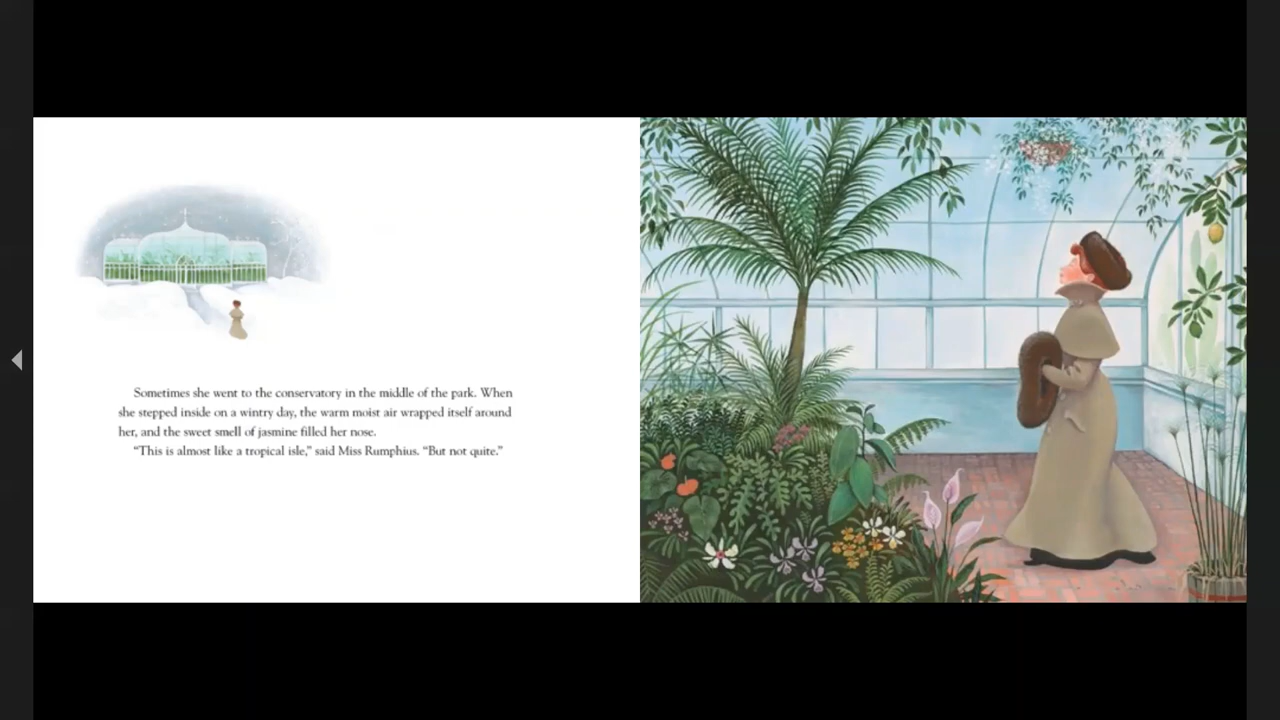 Sometimes she went to the conservatory in the middle of the park. When
she stepped inside on a wintry day, the warm moist air wrapped itself around
her, and the sweet smell of jasmine filled her nose.
“This is almost like a tropical isle,” said Miss Rumphius. “But not quite.”